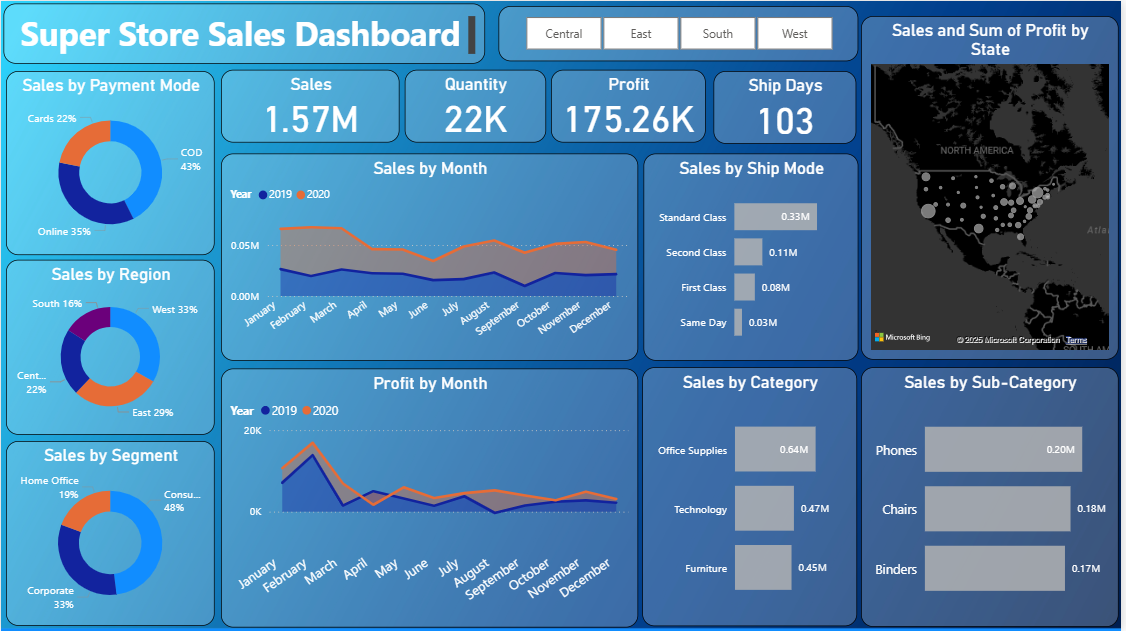 Super Store Sales Dashboard
Central
East
South
West
Sales by Payment Mode
Cards 22%
COD
43%
Online 35%
Sales
1.57M
Quantity
22K
Profit
175.26K
Ship Days
103
Sales and Sum of Profit by
State
NORTH AMERICA
Atla
Microsoft Bing
© 2025 Microsoft Corporation
Terms
SOUTH AM
Sales by Month
Year
2019
2020
0.05M
0.00M
January
February
March
April
May
June
July
August
September
October
November
December
Sales by Ship Mode
Standard Class
0.33M
Second Class
0.11M
First Class
0.08M
Same Day
0.03M
Sales by Region
South 16%
West 33%
Cent...
22%
East 29%
Profit by Month
Year
2019
2020
20K
0K
January
February
March
April
May
June
July
August
September
October
November
December
Sales by Category
Office Supplies
0.64M
Technology
0.47M
Furniture
0.45M
Sales by Sub-Category
Phones
0.20M
Chairs
0.18M
Binders
0.17M
Sales by Segment
Home Office
19%
Consu...
48%
Corporate
33%